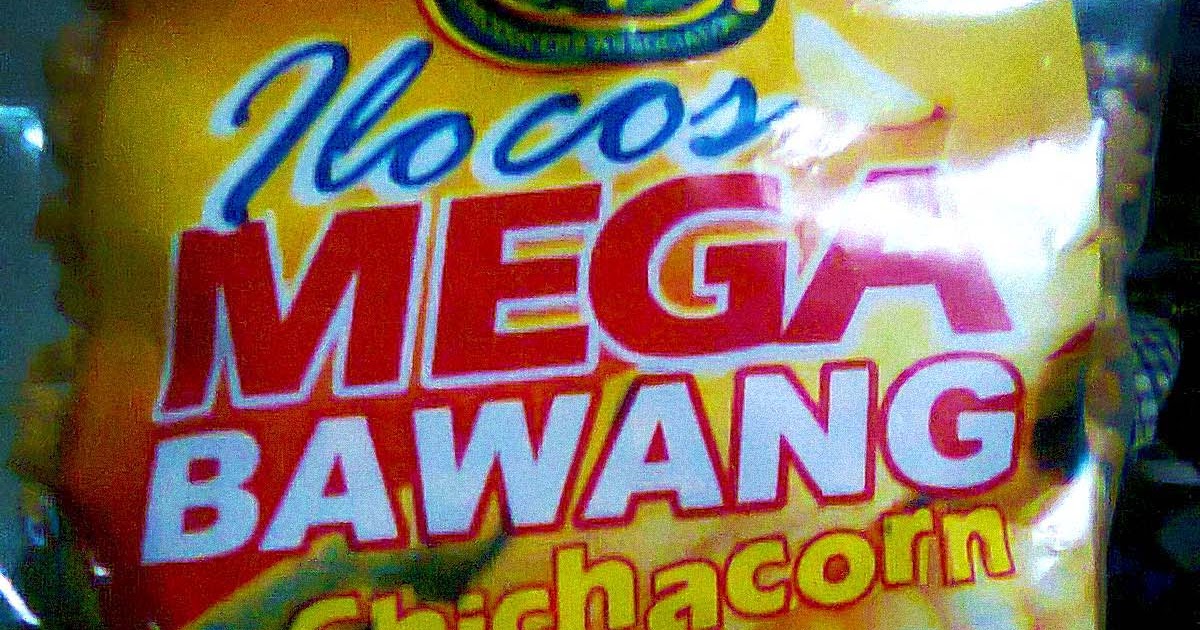 Ilocos
MEGA
BAWANG
Chichacorn